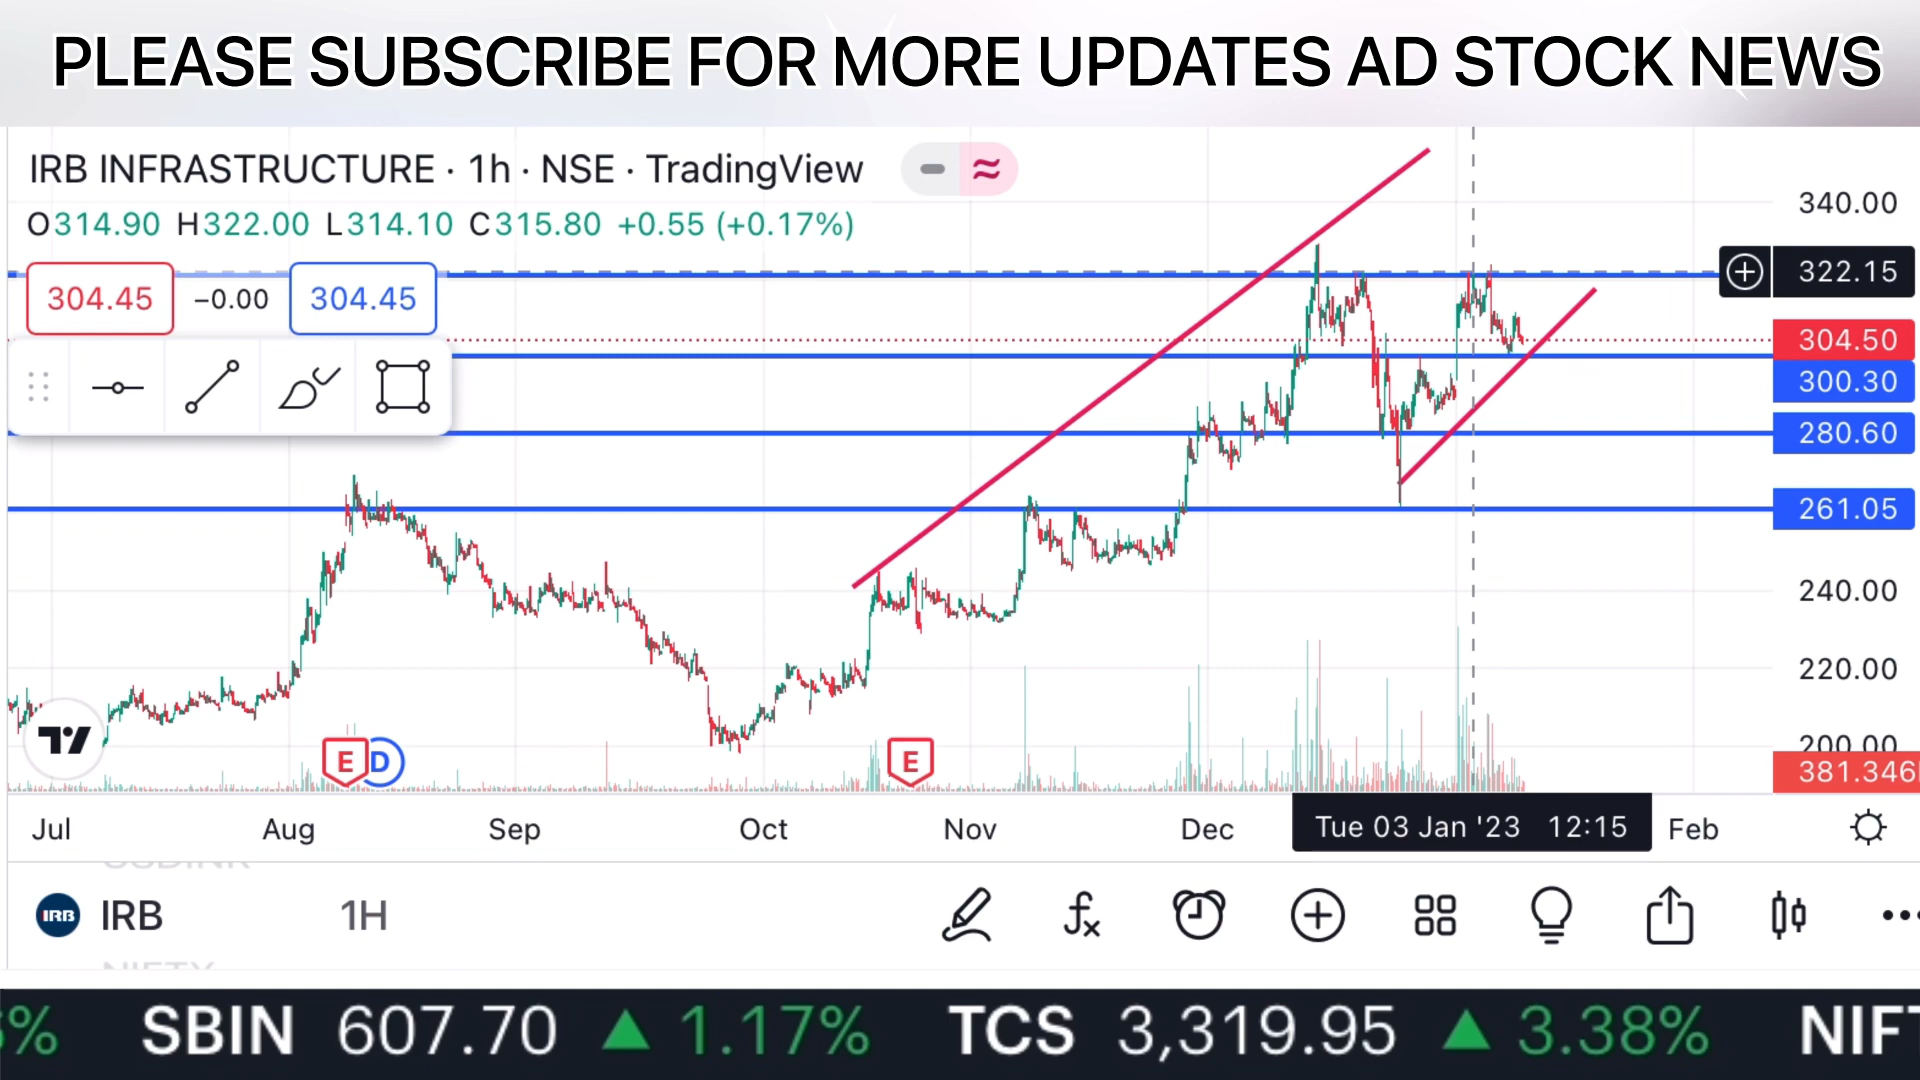 PLEASE SUBSCRIBE FOR MORE UPDATES AD STOCK NEWS
IRB INFRASTRUCTURE · 1h · NSE · TradingView
O314.90 H322.00 L314.10 C315.80 +0.55 (+0.17%)
304.45 −0.00 304.45
340.00
322.15
304.50
300.30
280.60
261.05
240.00
220.00
200.00
381.346
E D E
Jul Aug Sep Oct Nov Dec Tue 03 Jan '23 12:15 Feb
IRB IRB 1H
NIFTY
% SBIN 607.70 ▲ 1.17% TCS 3,319.95 ▲ 3.38% NIF